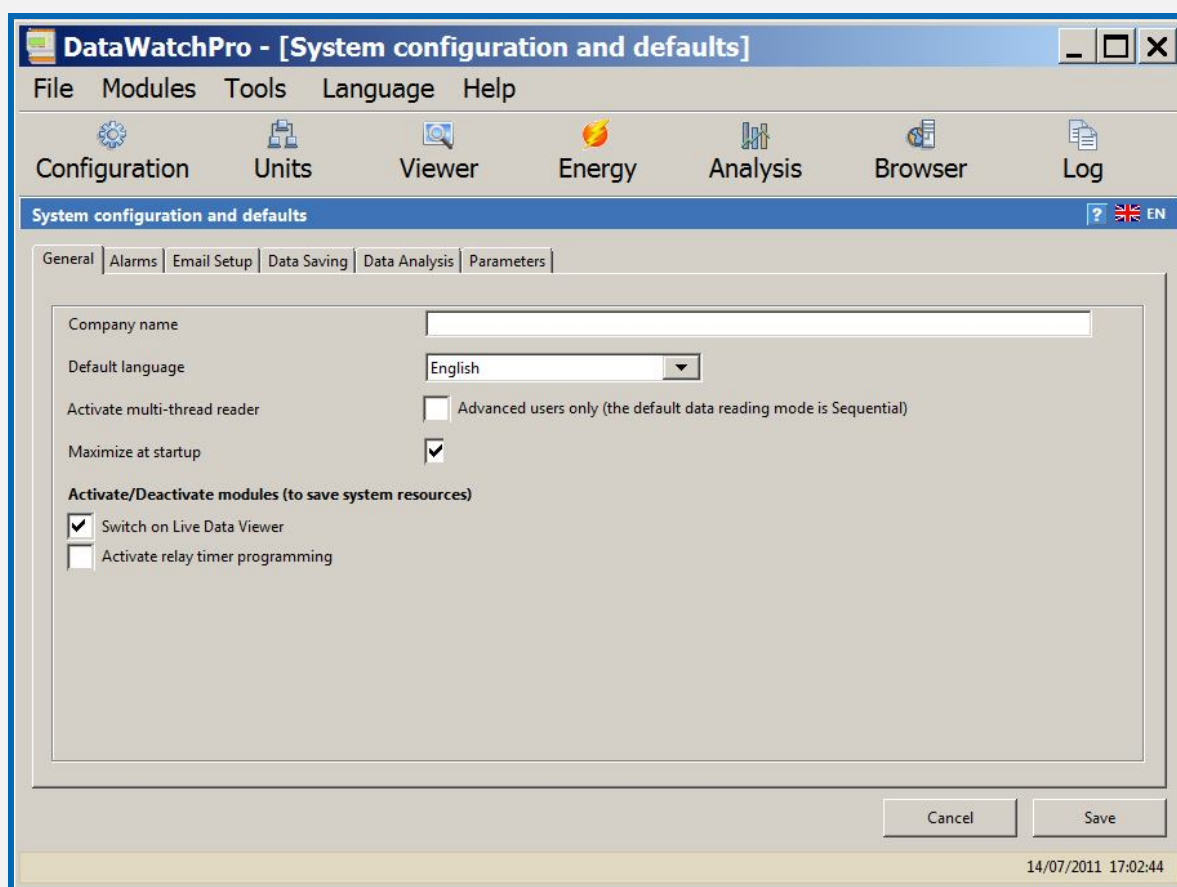 DataWatchPro - [System configuration and defaults]
File Modules Tools Language Help
Configuration Units Viewer Energy Analysis Browser Log
System configuration and defaults ? EN
General Alarms Email Setup Data Saving Data Analysis Parameters
Company name
Default language English
Activate multi-thread reader Advanced users only (the default data reading mode is Sequential)
Maximize at startup
Activate/Deactivate modules (to save system resources)
Switch on Live Data Viewer
Activate relay timer programming
Cancel Save
14/07/2011 17:02:44